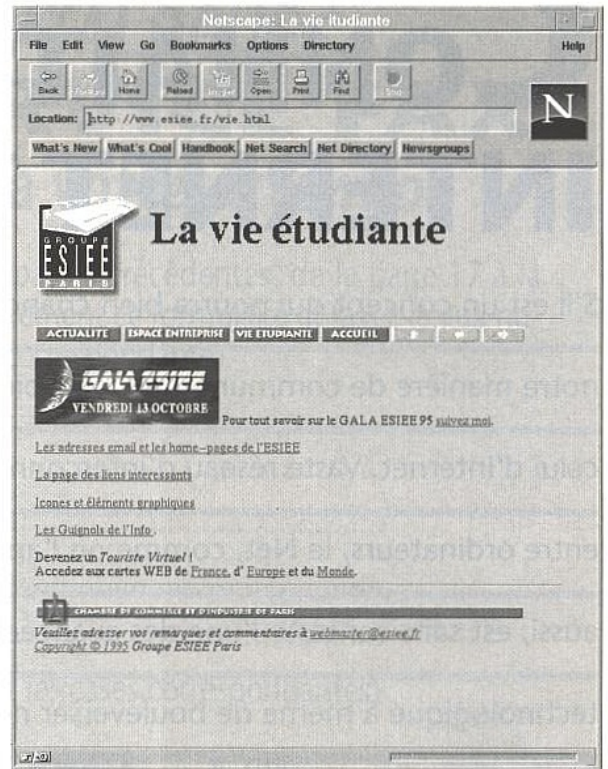 Netscape: La vie itudiante
File Edit View Go Bookmarks Options Directory Help
Back Home Reload Open Print Find
Location: http://www.esiee.fr/vie.html
N
What's New What's Cool Handbook Net Search Net Directory Newsgroups
GROUPE
ESIEE
PARIS
La vie étudiante
ACTUALITE ESPACE ENTREPRISE VIE ETUDIANTE ACCUEIL
GALA ESIEE
VENDREDI 13 OCTOBRE
Pour tout savoir sur le GALA ESIEE 95 suivez moi.
Les adresses email et les home-pages de l'ESIEE
La page des liens interessants
Icones et éléments graphiques
Les Guignols de l'Info.
Devenez un Touriste Virtuel !
Accedez aux cartes WEB de France, d' Europe et du Monde.
CHAMBRE DE COMMERCE ET D'INDUSTRIE DE PARIS
Veuillez adresser vos remarques et commentaires à webmaster@esiee.fr
Copyright © 1995 Groupe ESIEE Paris